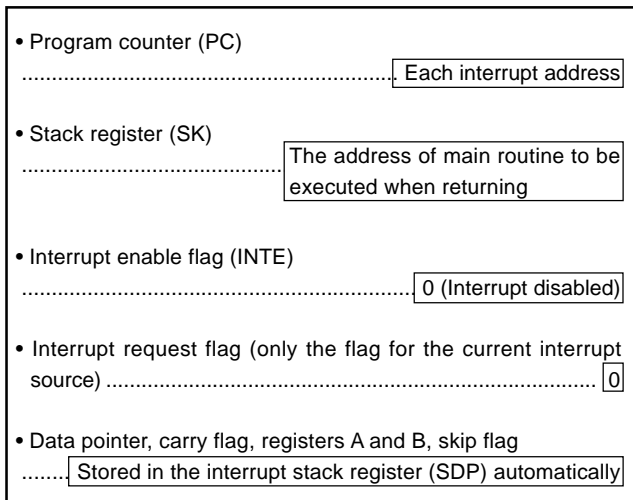 • Program counter (PC)
............................................................... Each interrupt address
• Stack register (SK)
............................................ The address of main routine to be
executed when returning
• Interrupt enable flag (INTE)
................................................................... 0 (Interrupt disabled)
• Interrupt request flag (only the flag for the current interrupt
source) ................................................................................... 0
• Data pointer, carry flag, registers A and B, skip flag
........ Stored in the interrupt stack register (SDP) automatically